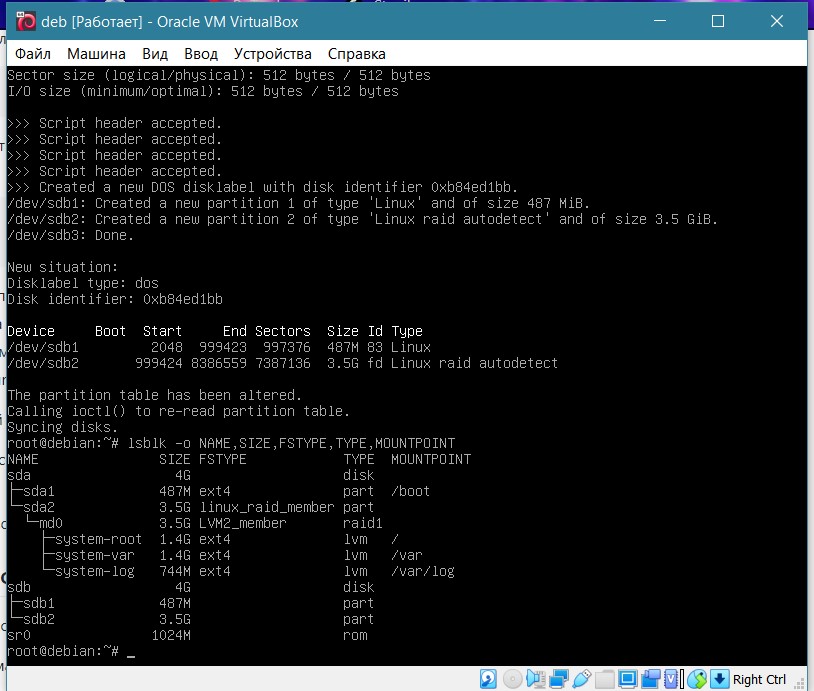 deb [Работает] - Oracle VM VirtualBox
Файл Машина Вид Ввод Устройства Справка
Sector size (logical/physical): 512 bytes / 512 bytes
I/O size (minimum/optimal): 512 bytes / 512 bytes

>>> Script header accepted.
>>> Script header accepted.
>>> Script header accepted.
>>> Script header accepted.
>>> Created a new DOS disklabel with disk identifier 0xb84ed1bb.
/dev/sdb1: Created a new partition 1 of type 'Linux' and of size 487 MiB.
/dev/sdb2: Created a new partition 2 of type 'Linux raid autodetect' and of size 3.5 GiB.
/dev/sdb3: Done.

New situation:
Disklabel type: dos
Disk identifier: 0xb84ed1bb

Device     Boot  Start     End Sectors  Size Id Type
/dev/sdb1         2048  999423  997376  487M 83 Linux
/dev/sdb2       999424 8386559 7387136  3.5G fd Linux raid autodetect

The partition table has been altered.
Calling ioctl() to re-read partition table.
Syncing disks.
root@debian:~# lsblk -o NAME,SIZE,FSTYPE,TYPE,MOUNTPOINT
NAME               SIZE FSTYPE            TYPE  MOUNTPOINT
sda                  4G                   disk
├─sda1             487M ext4              part  /boot
└─sda2             3.5G linux_raid_member part
  └─md0            3.5G LVM2_member       raid1
    ├─system-root  1.4G ext4              lvm   /
    ├─system-var   1.4G ext4              lvm   /var
    └─system-log   744M ext4              lvm   /var/log
sdb                  4G                   disk
├─sdb1             487M                   part
└─sdb2             3.5G                   part
sr0               1024M                   rom
root@debian:~# _
Right Ctrl